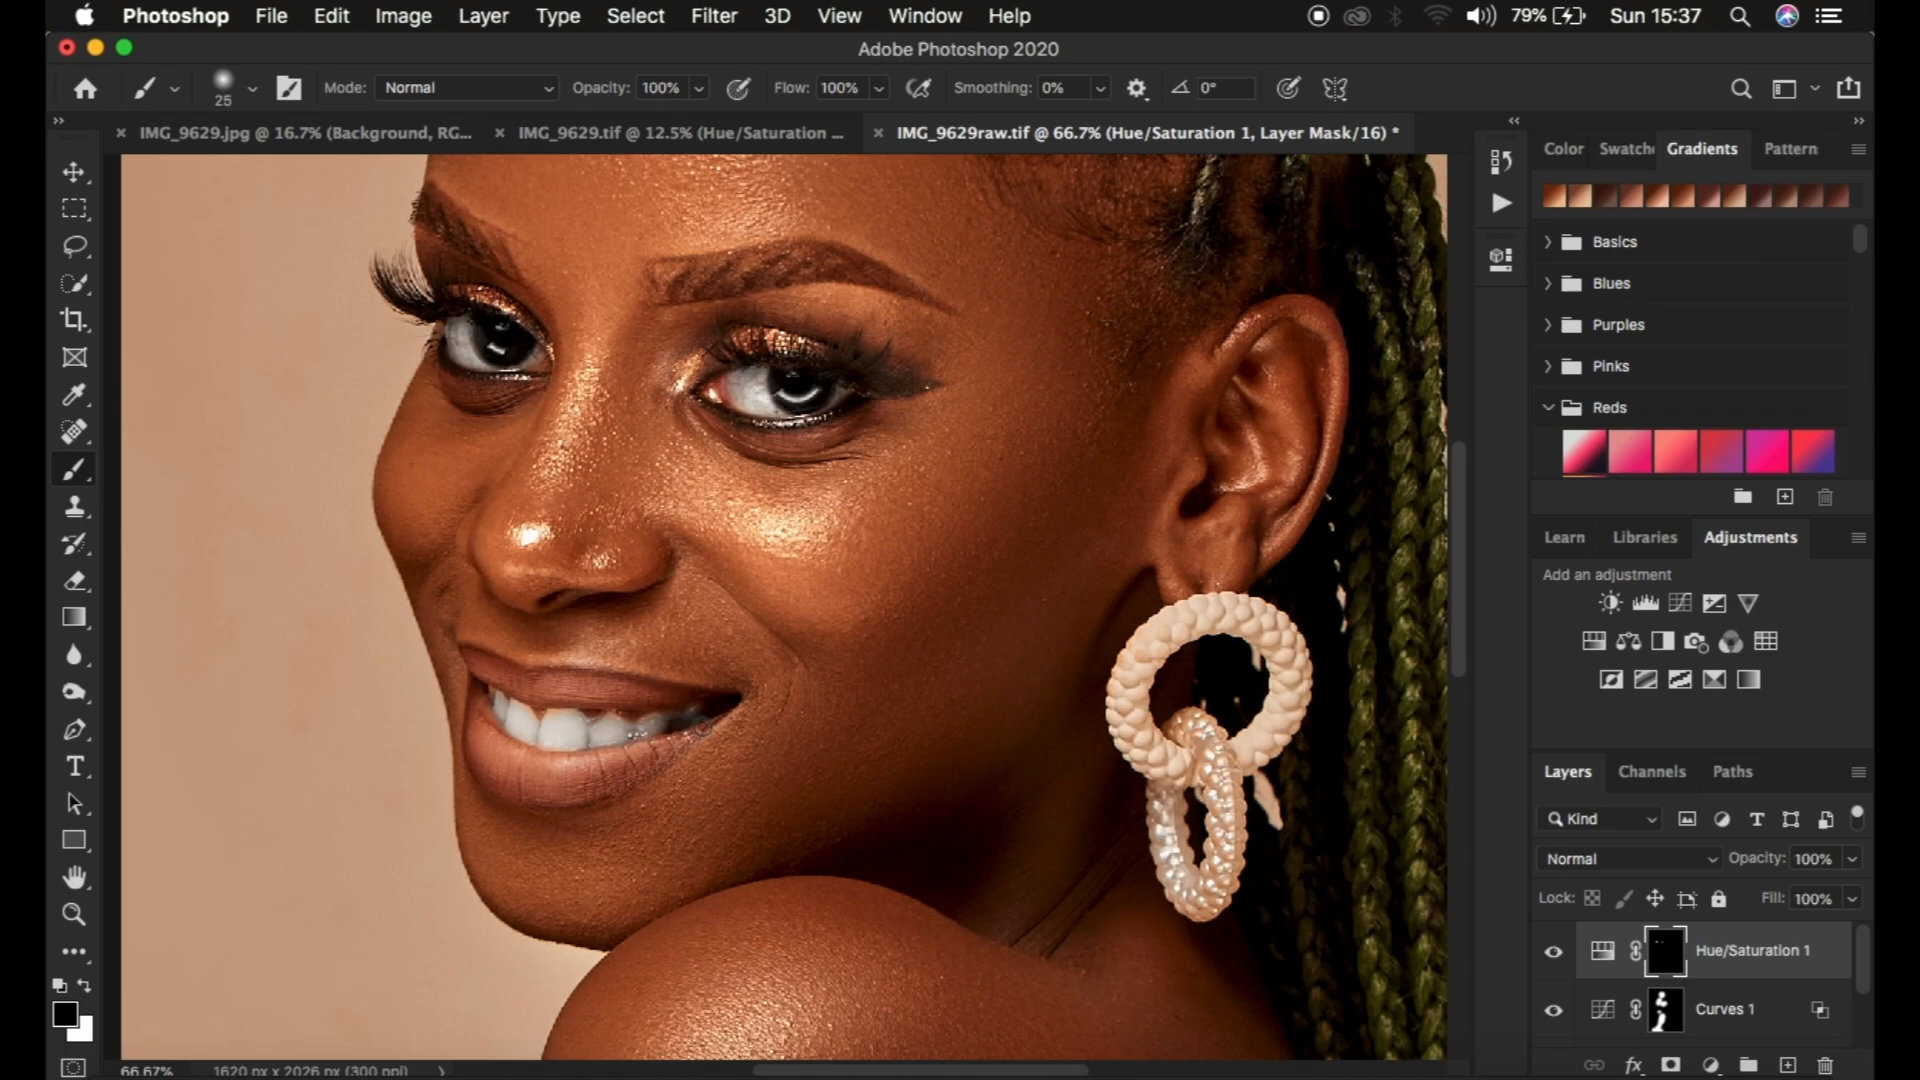 Photoshop File Edit Image Layer Type Select Filter 3D View Window Help 79% Sun 15:37
Adobe Photoshop 2020
25 Mode: Normal Opacity: 100% Flow: 100% Smoothing: 0% 0°
IMG_9629.jpg @ 16.7% (Background, RG... IMG_9629.tif @ 12.5% (Hue/Saturation ... IMG_9629raw.tif @ 66.7% (Hue/Saturation 1, Layer Mask/16) *
Color Swatche Gradients Pattern
Basics
Blues
Purples
Pinks
Reds
Learn Libraries Adjustments
Add an adjustment
Layers Channels Paths
Kind
Normal Opacity: 100%
Lock: Fill: 100%
Hue/Saturation 1
Curves 1
fx
66.67% 1620 px x 2026 px (300 ppi)